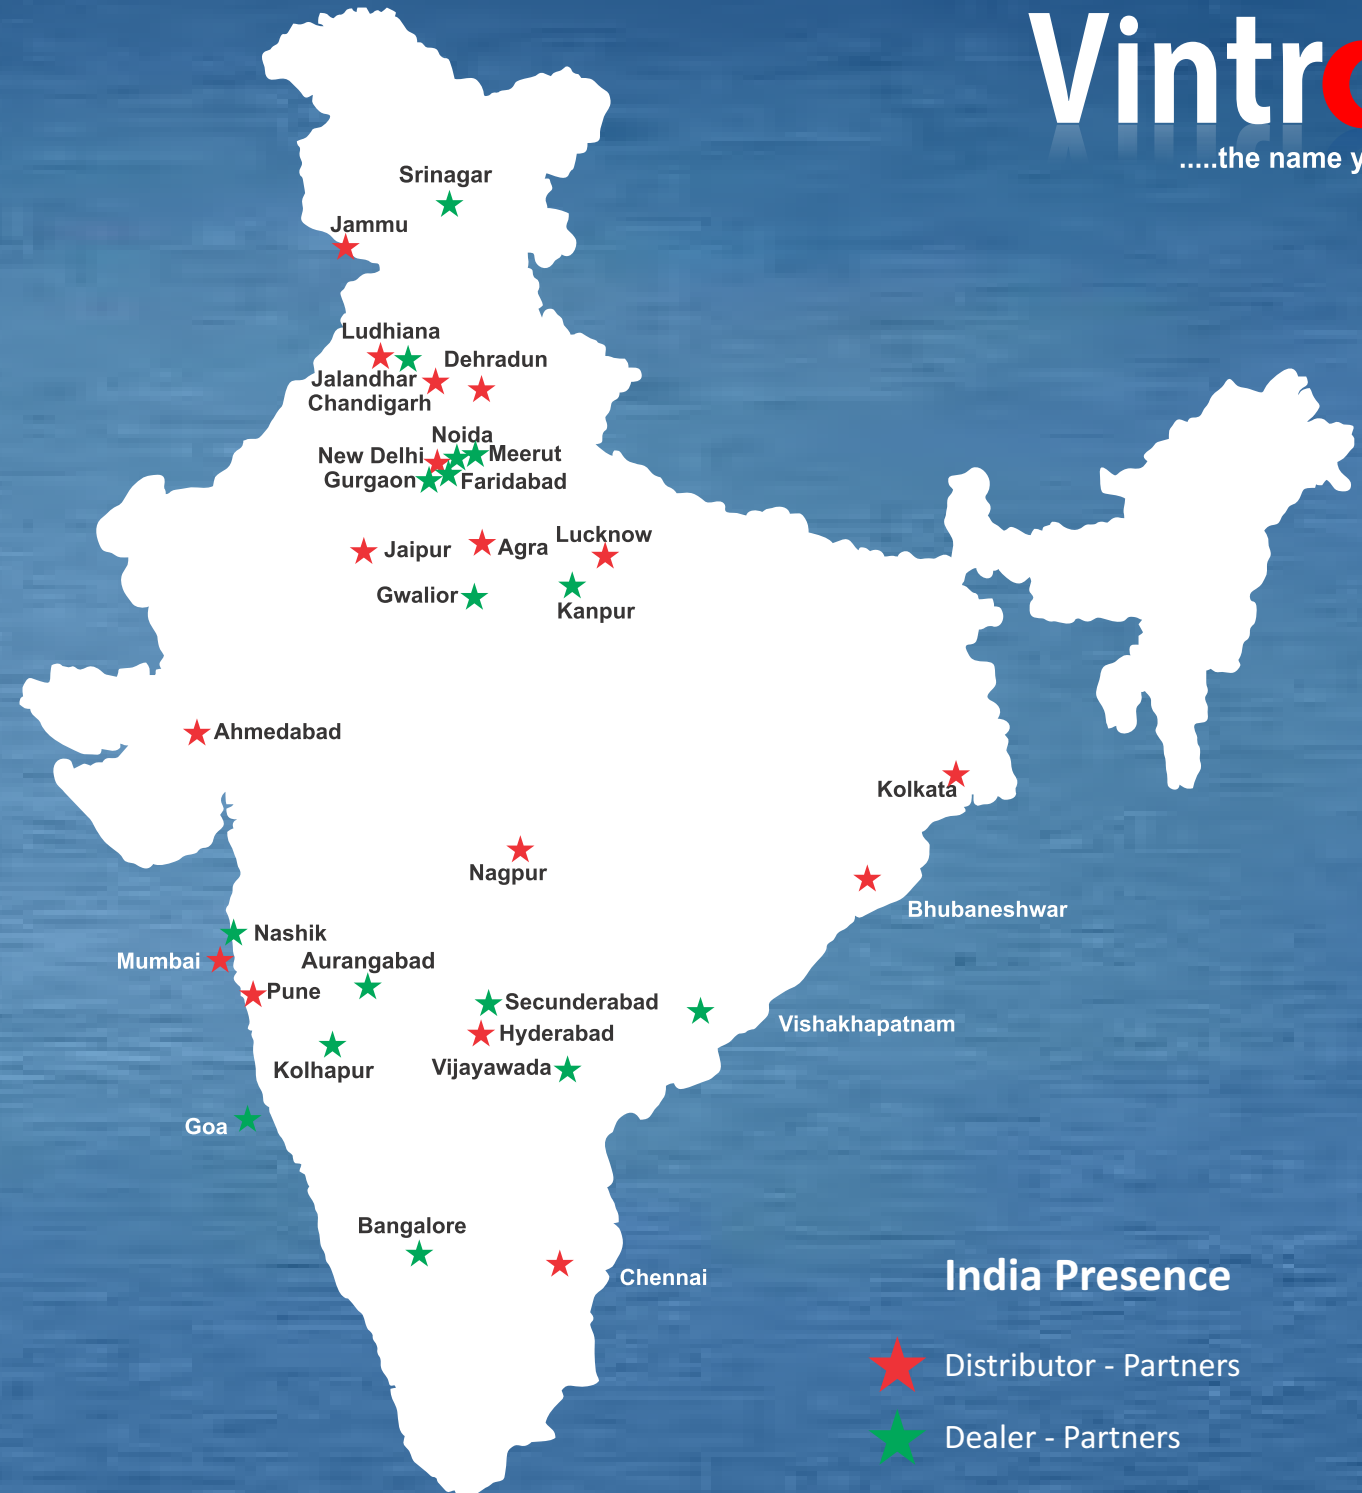 Vintr
.....the name y
Srinagar
Jammu
Ludhiana
Dehradun
Jalandhar
Chandigarh
Noida
New Delhi
Meerut
Gurgaon
Faridabad
Lucknow
Jaipur
Agra
Gwalior
Kanpur
Ahmedabad
Kolkata
Nagpur
Bhubaneshwar
Nashik
Mumbai
Aurangabad
Pune
Secunderabad
Vishakhapatnam
Hyderabad
Kolhapur
Vijayawada
Goa
Bangalore
Chennai
India Presence
Distributor - Partners
Dealer - Partners